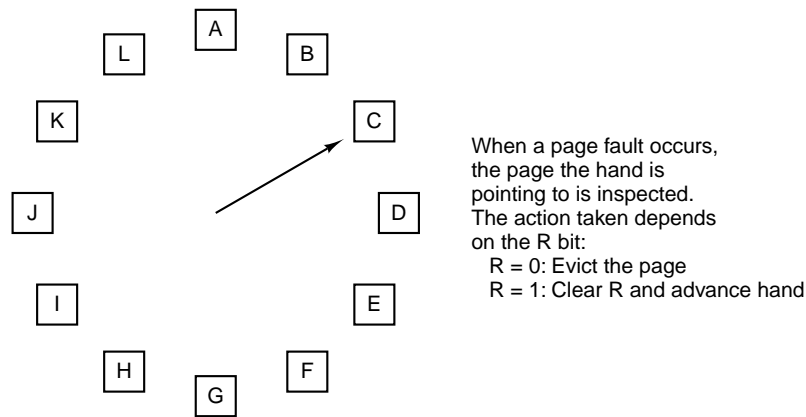 A
L
B
K
C
When a page fault occurs,
the page the hand is
pointing to is inspected.
The action taken depends
on the R bit:
R = 0: Evict the page
R = 1: Clear R and advance hand
J
D
I
E
H
F
G